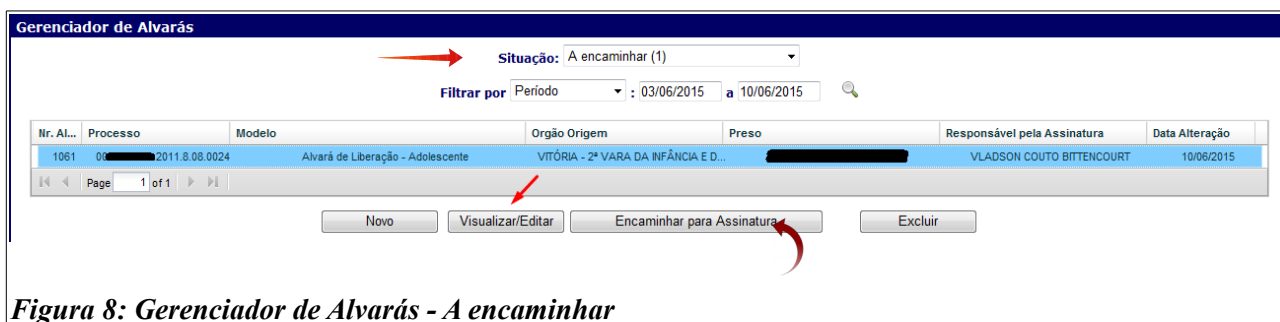 Gerenciador de Alvarás
Situação: A encaminhar (1)
Filtrar por Período : 03/06/2015 a 10/06/2015
Nr. Al... Processo Modelo Orgão Origem Preso Responsável pela Assinatura Data Alteração
1061 00 2011.8.08.0024 Alvará de Liberação - Adolescente VITÓRIA - 2ª VARA DA INFÂNCIA E D... VLADSON COUTO BITTENCOURT 10/06/2015
Page 1 of 1
Novo Visualizar/Editar Encaminhar para Assinatura Excluir
Figura 8: Gerenciador de Alvarás - A encaminhar